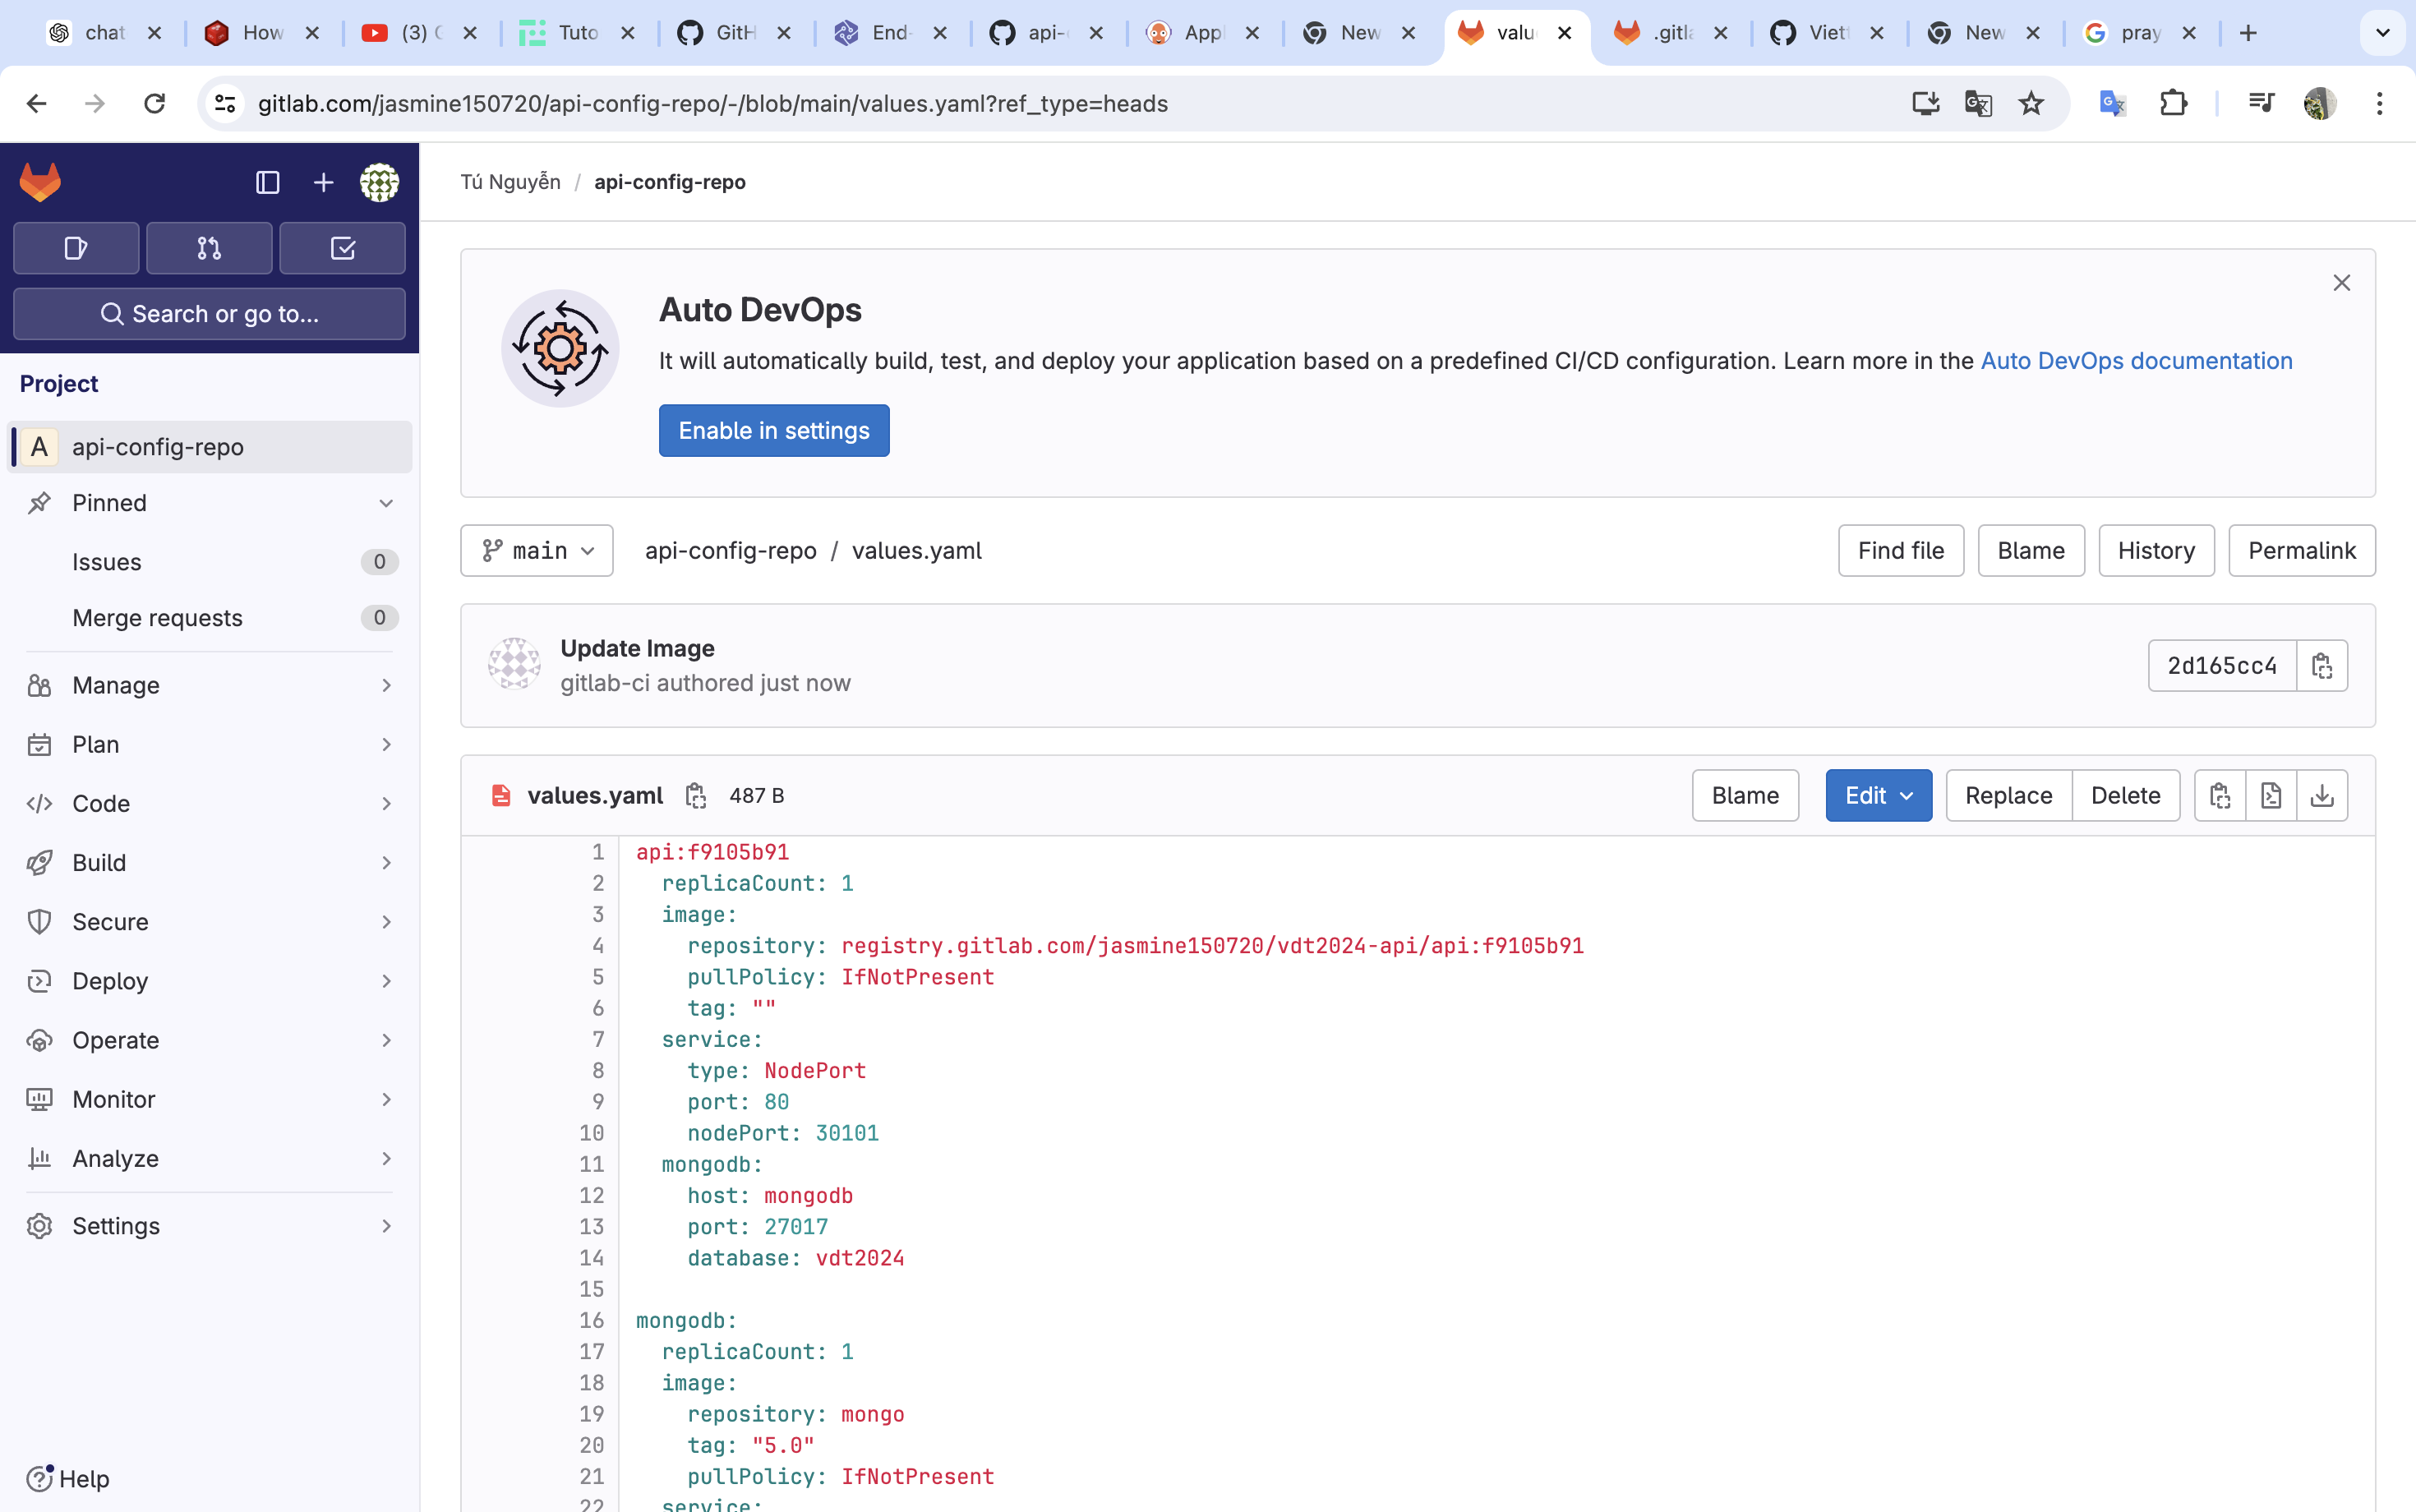 chat
How
(3) C
Tuto
GitH
End-
api-
Appl
New
valu
.gitla
Viett
New
pray
gitlab.com/jasmine150720/api-config-repo/-/blob/main/values.yaml?ref_type=heads
Tú Nguyễn / api-config-repo
Search or go to...
Project
A api-config-repo
Pinned
Issues 0
Merge requests 0
Manage
Plan
Code
Build
Secure
Deploy
Operate
Monitor
Analyze
Settings
Help
Auto DevOps
It will automatically build, test, and deploy your application based on a predefined CI/CD configuration. Learn more in the Auto DevOps documentation
Enable in settings
main api-config-repo / values.yaml Find file Blame History Permalink
Update Image
gitlab-ci authored just now
2d165cc4
values.yaml 487 B Blame Edit Replace Delete
1 api:f9105b91
2 replicaCount: 1
3 image:
4 repository: registry.gitlab.com/jasmine150720/vdt2024-api/api:f9105b91
5 pullPolicy: IfNotPresent
6 tag: ""
7 service:
8 type: NodePort
9 port: 80
10 nodePort: 30101
11 mongodb:
12 host: mongodb
13 port: 27017
14 database: vdt2024
15
16 mongodb:
17 replicaCount: 1
18 image:
19 repository: mongo
20 tag: "5.0"
21 pullPolicy: IfNotPresent
22 service: